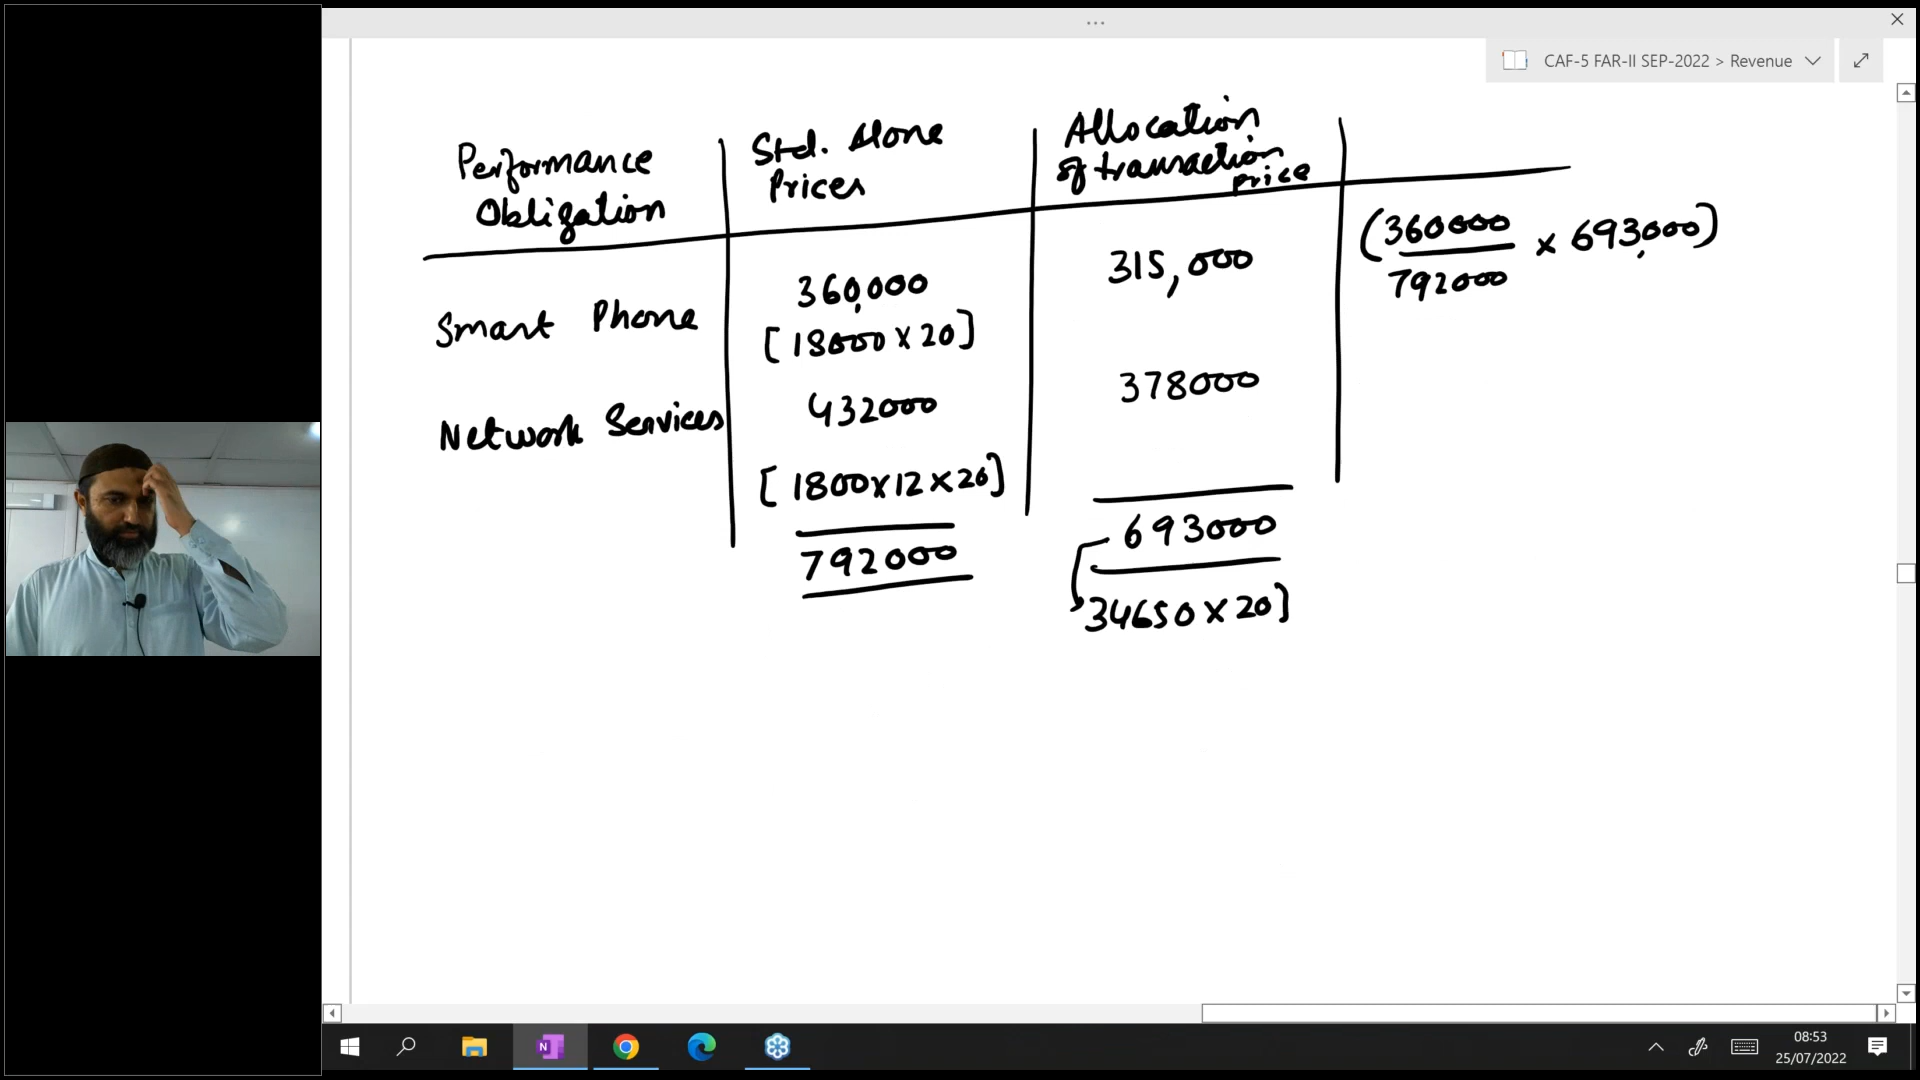 CAF-5 FAR-II SEP-2022 > Revenue
Performance Obligation
Std. Alone Prices
Allocation of transaction price
Smart Phone
360,000
[18000 x 20]
315,000
(360000 / 792000 x 693,000)
Network Services
432000
[1800x12x20]
378000
792000
693000
34650 x 20]
08:53
25/07/2022